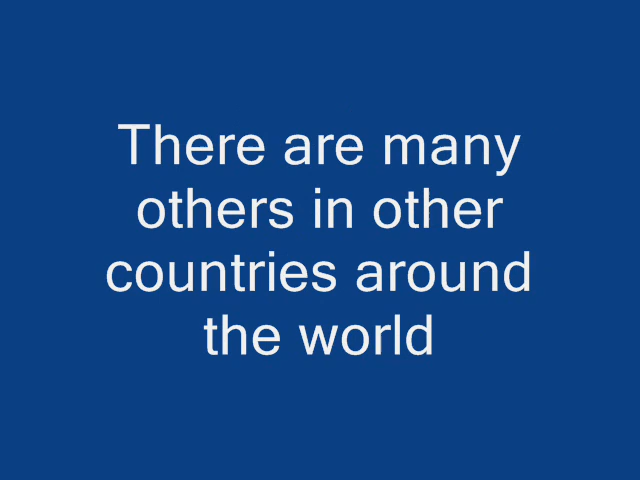 There are many
others in other
countries around
the world